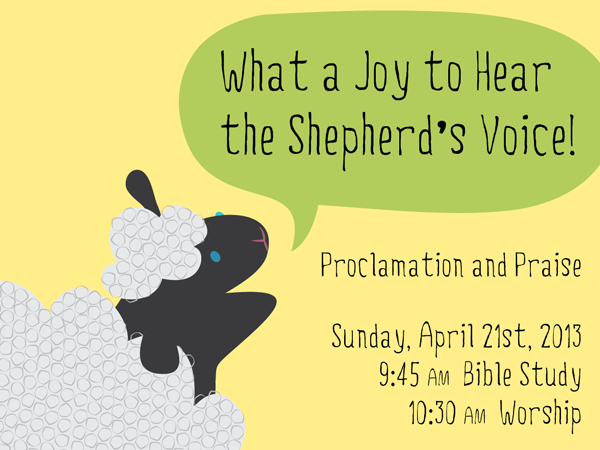 What a Joy to Hear
the Shepherd's Voice!
Proclamation and Praise
Sunday, April 21st, 2013
9:45 AM Bible Study
10:30 AM Worship